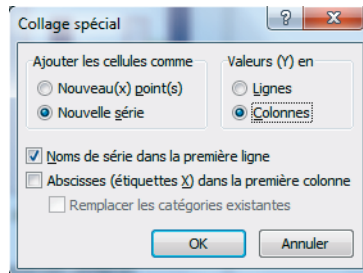 Collage spécial
Ajouter les cellules comme
Nouveau(x) point(s)
Nouvelle série
Valeurs (Y) en
Lignes
Colonnes
Noms de série dans la première ligne
Abscisses (étiquettes X) dans la première colonne
Remplacer les catégories existantes
OK Annuler